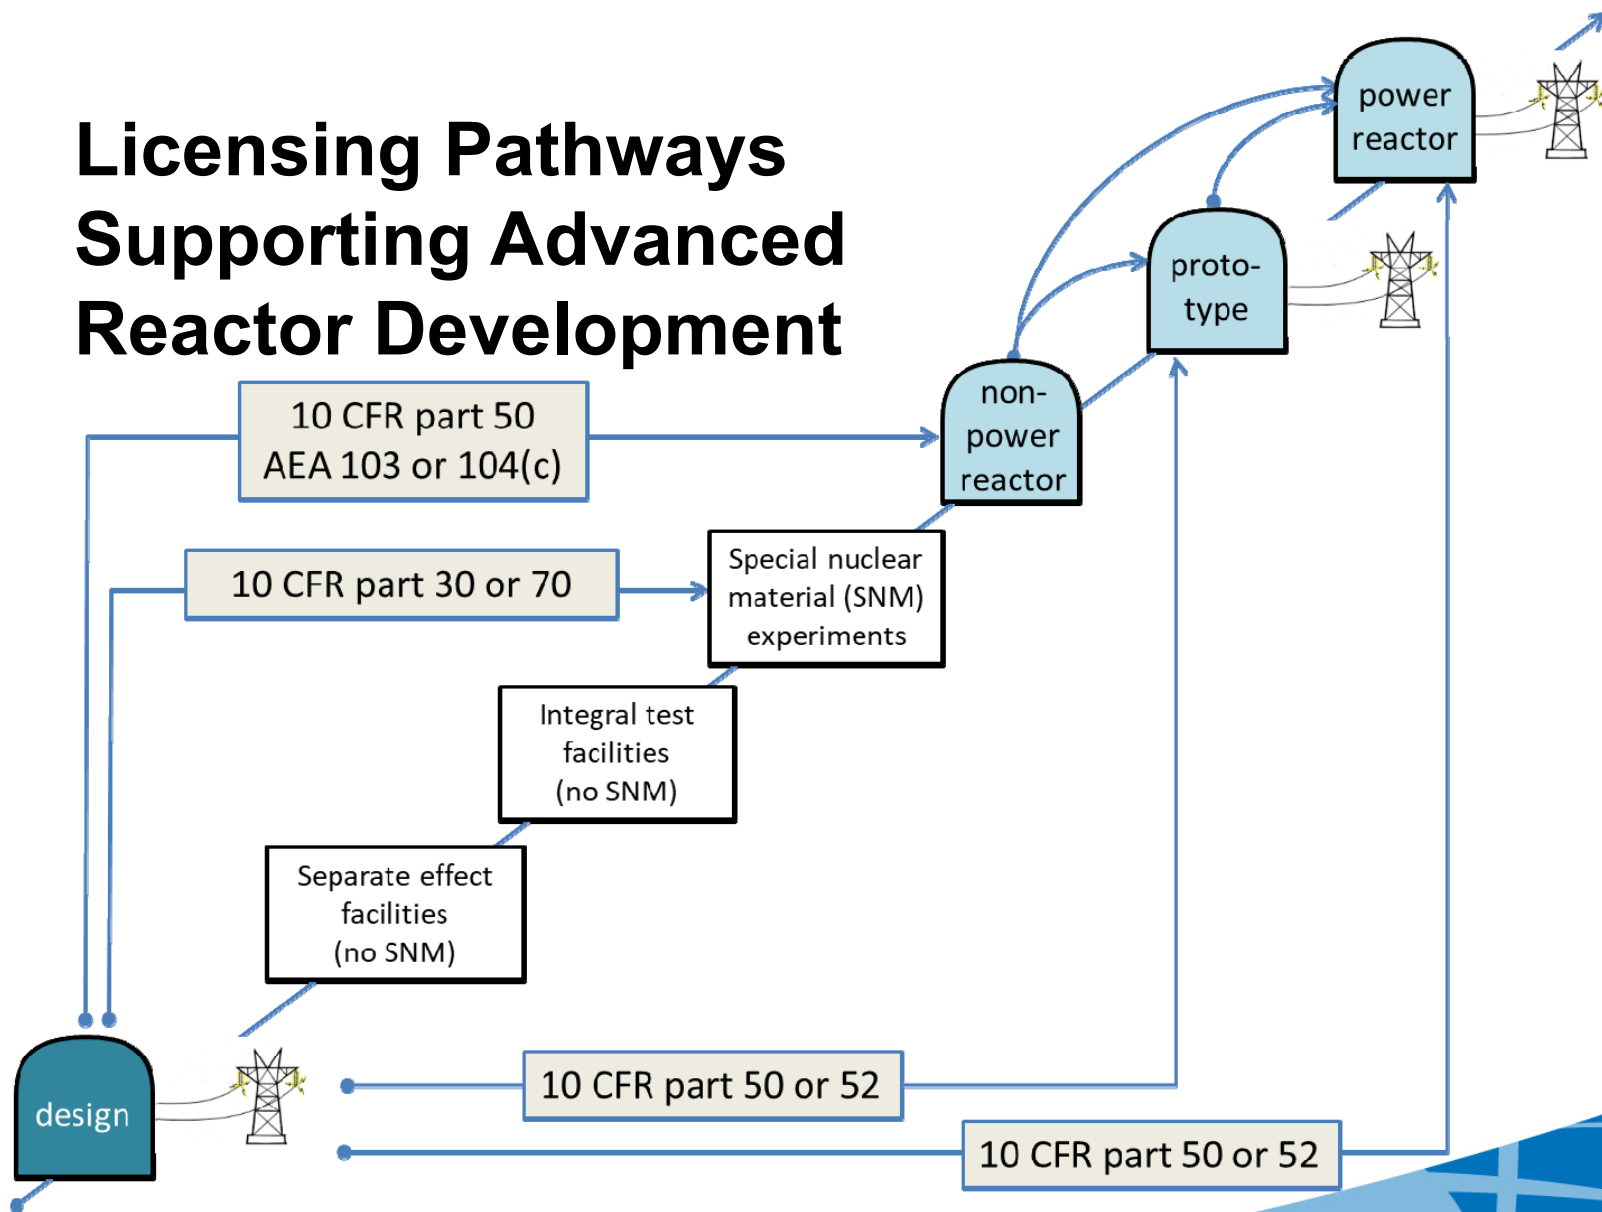 Licensing Pathways
Supporting Advanced
Reactor Development
power
reactor
proto-
type
non-
power
reactor
10 CFR part 50
AEA 103 or 104(c)
10 CFR part 30 or 70
Special nuclear
material (SNM)
experiments
Integral test
facilities
(no SNM)
Separate effect
facilities
(no SNM)
design
10 CFR part 50 or 52
10 CFR part 50 or 52